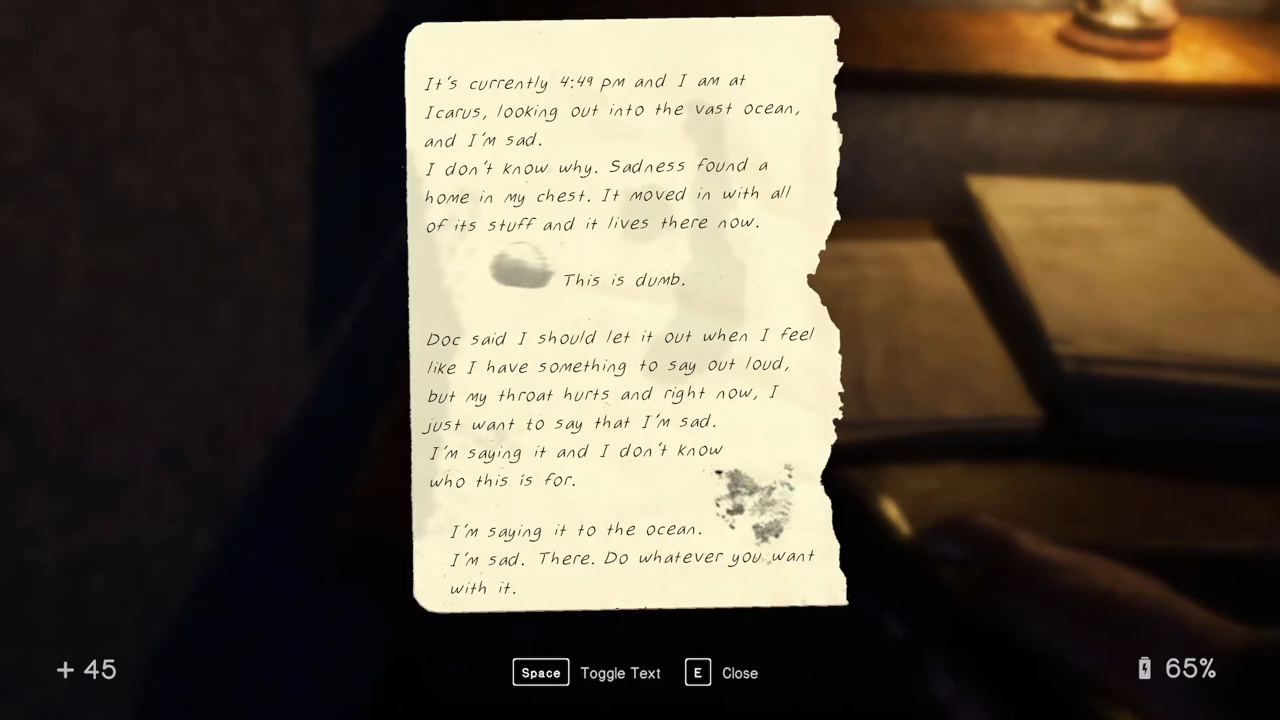 It's currently 4:49 pm and I am at
Icarus, looking out into the vast ocean,
and I'm sad.
I don't know why. Sadness found a
home in my chest. It moved in with all
of its stuff and it lives there now.
This is dumb.
Doc said I should let it out when I feel
like I have something to say out loud,
but my throat hurts and right now, I
just want to say that I'm sad.
I'm saying it and I don't know
who this is for.
I'm saying it to the ocean.
I'm sad. There. Do whatever you want
with it.
+ 45
Space Toggle Text E Close
65%